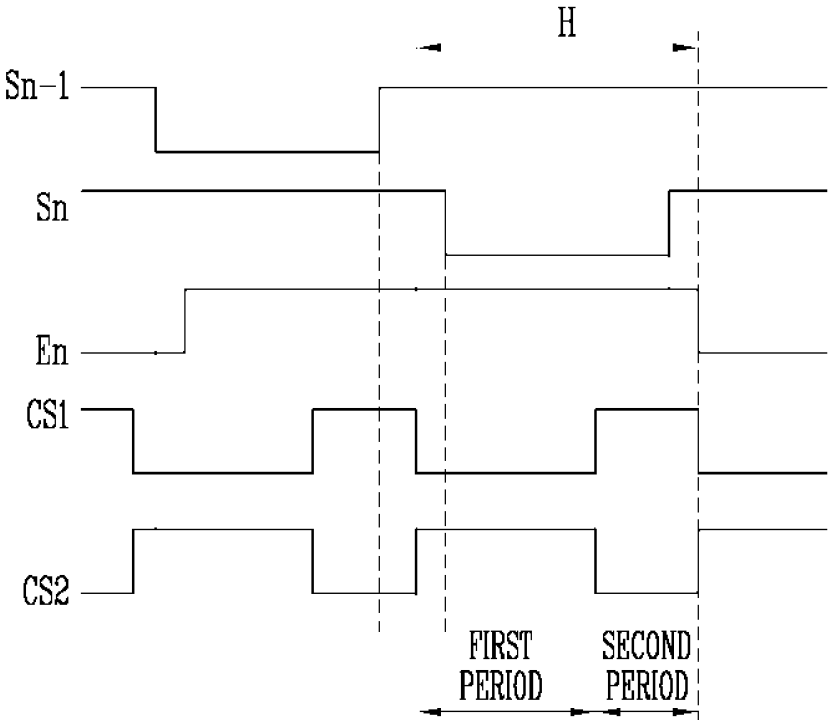 H
Sn-1
Sn
En
CS1
CS2
FIRST
PERIOD
SECOND
PERIOD